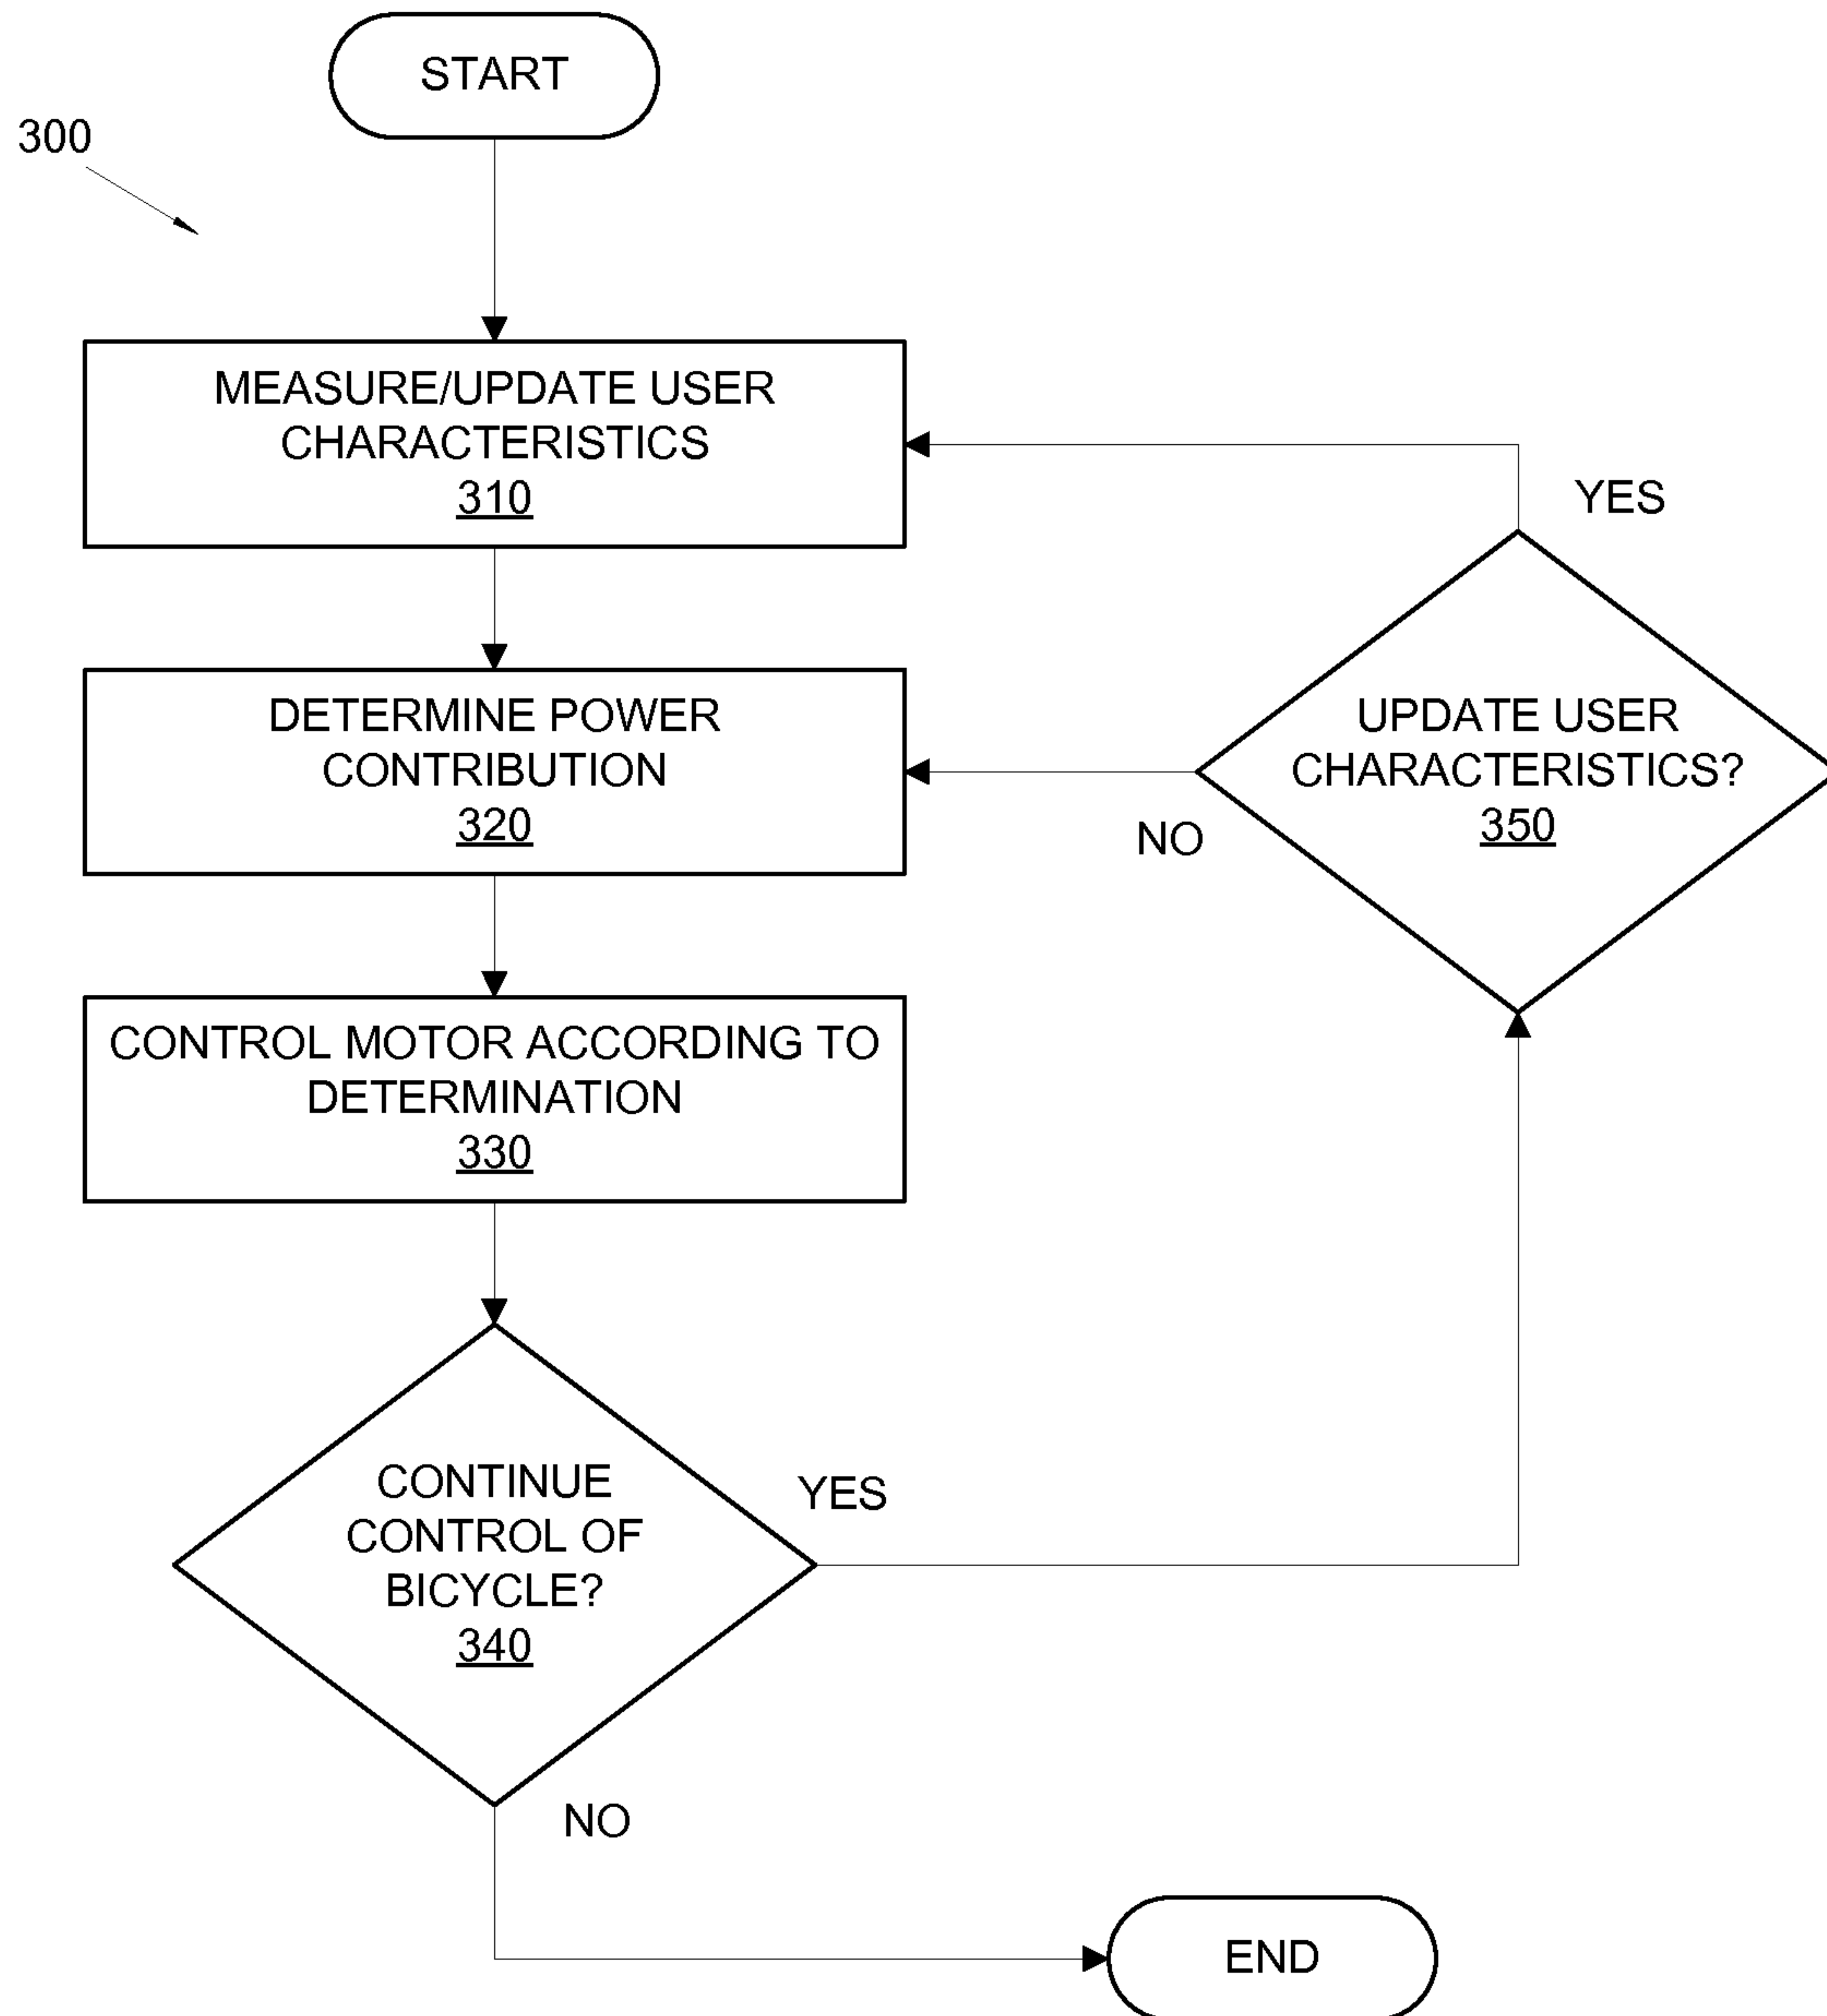 START
300
MEASURE/UPDATE USER
CHARACTERISTICS
310
YES
DETERMINE POWER
CONTRIBUTION
320
UPDATE USER
CHARACTERISTICS?
350
NO
CONTROL MOTOR ACCORDING TO
DETERMINATION
330
CONTINUE
CONTROL OF
BICYCLE?
340
YES
NO
END